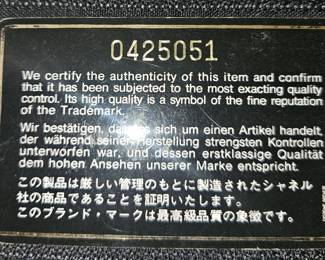 0425051
We certify the authenticity of this item and confirm
that it has been subjected to the most exacting quality
control. Its high quality is a symbol of the fine reputation
of the Trademark.
Wir bestätigen, dass es sich um einen Artikel handelt,
der während seiner Herstellung strengsten Kontrollen
unterworfen war, und dessen erstklassige Qualität
dem hohen Ansehen unserer Marke entspricht.
この製品は厳しい管理のもとに製造されたシャネル
社の商品であることを証明いたします。
このブランド・マークは最高級品質の象徴です。